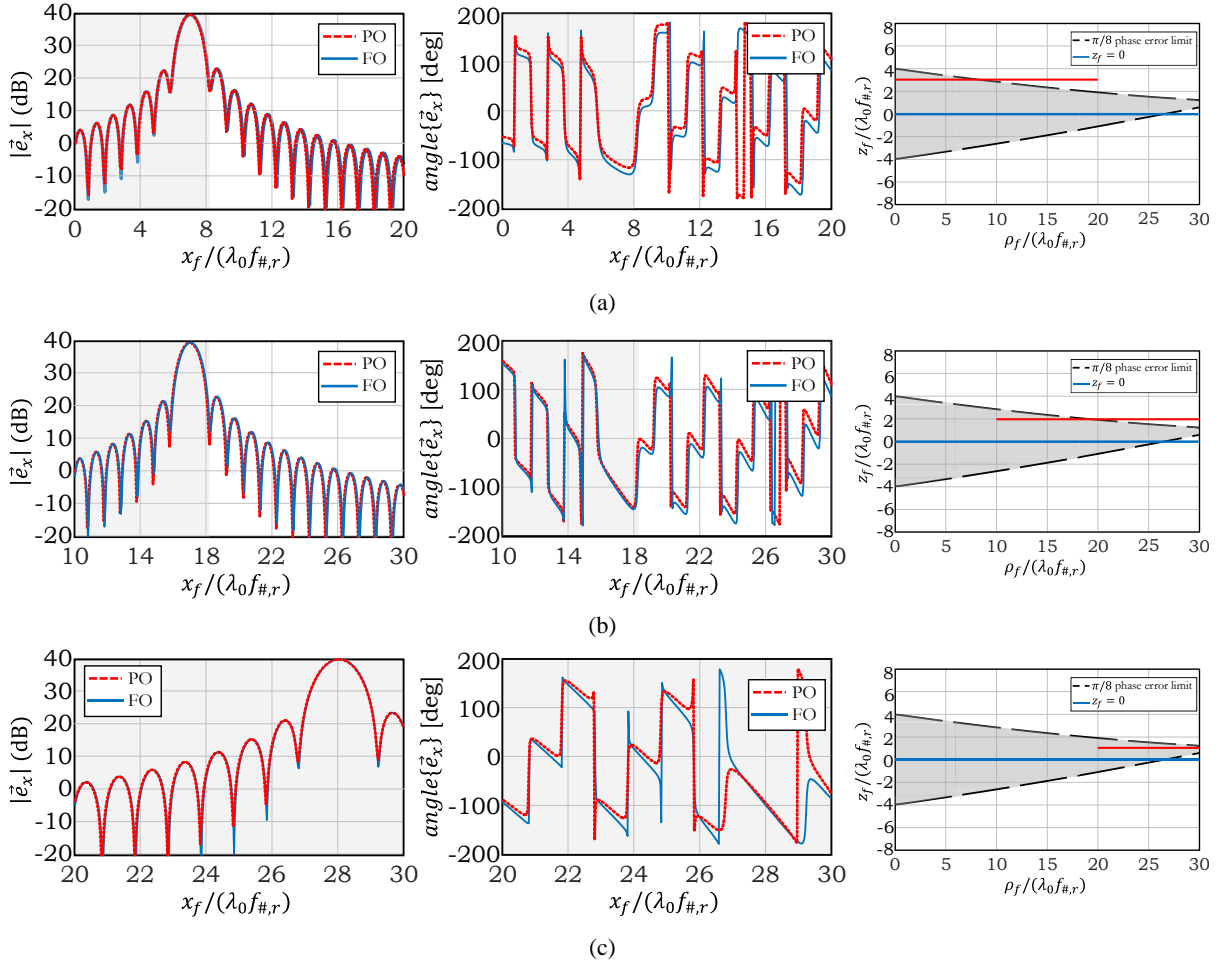 40
30
20
10
0
-10
-20
|e⃗ₓ| (dB)
PO
FO
0 4 8 12 16 20
x_f/(λ₀f_{#,r})
200
100
0
-100
-200
angle{e⃗ₓ} [deg]
PO
FO
0 4 8 12 16 20
x_f/(λ₀f_{#,r})
8
6
4
2
0
-2
-4
-6
-8
z_f/(λ₀f_{#,r})
π/8 phase error limit
z_f = 0
0 5 10 15 20 25 30
ρ_f/(λ₀f_{#,r})
(a)
40
30
20
10
0
-10
-20
|e⃗ₓ| (dB)
PO
FO
10 14 18 22 26 30
x_f/(λ₀f_{#,r})
200
100
0
-100
-200
angle{e⃗ₓ} [deg]
PO
FO
10 14 18 22 26 30
x_f/(λ₀f_{#,r})
8
6
4
2
0
-2
-4
-6
-8
z_f/(λ₀f_{#,r})
π/8 phase error limit
z_f = 0
0 5 10 15 20 25 30
ρ_f/(λ₀f_{#,r})
(b)
40
30
20
10
0
-10
-20
|e⃗ₓ| (dB)
PO
FO
20 22 24 26 28 30
x_f/(λ₀f_{#,r})
200
100
0
-100
-200
angle{e⃗ₓ} [deg]
PO
FO
20 22 24 26 28 30
x_f/(λ₀f_{#,r})
8
6
4
2
0
-2
-4
-6
-8
z_f/(λ₀f_{#,r})
π/8 phase error limit
z_f = 0
0 5 10 15 20 25 30
ρ_f/(λ₀f_{#,r})
(c)